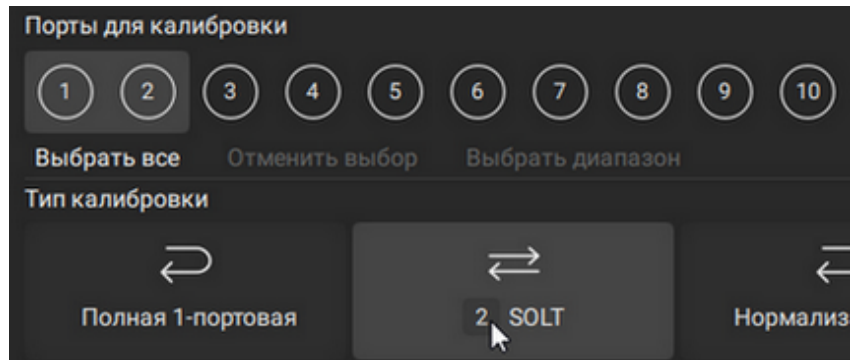 Порты для калибровки
1 2 3 4 5 6 7 8 9 10
Выбрать все Отменить выбор Выбрать диапазон
Тип калибровки
Полная 1-портовая 2 SOLT Нормализ